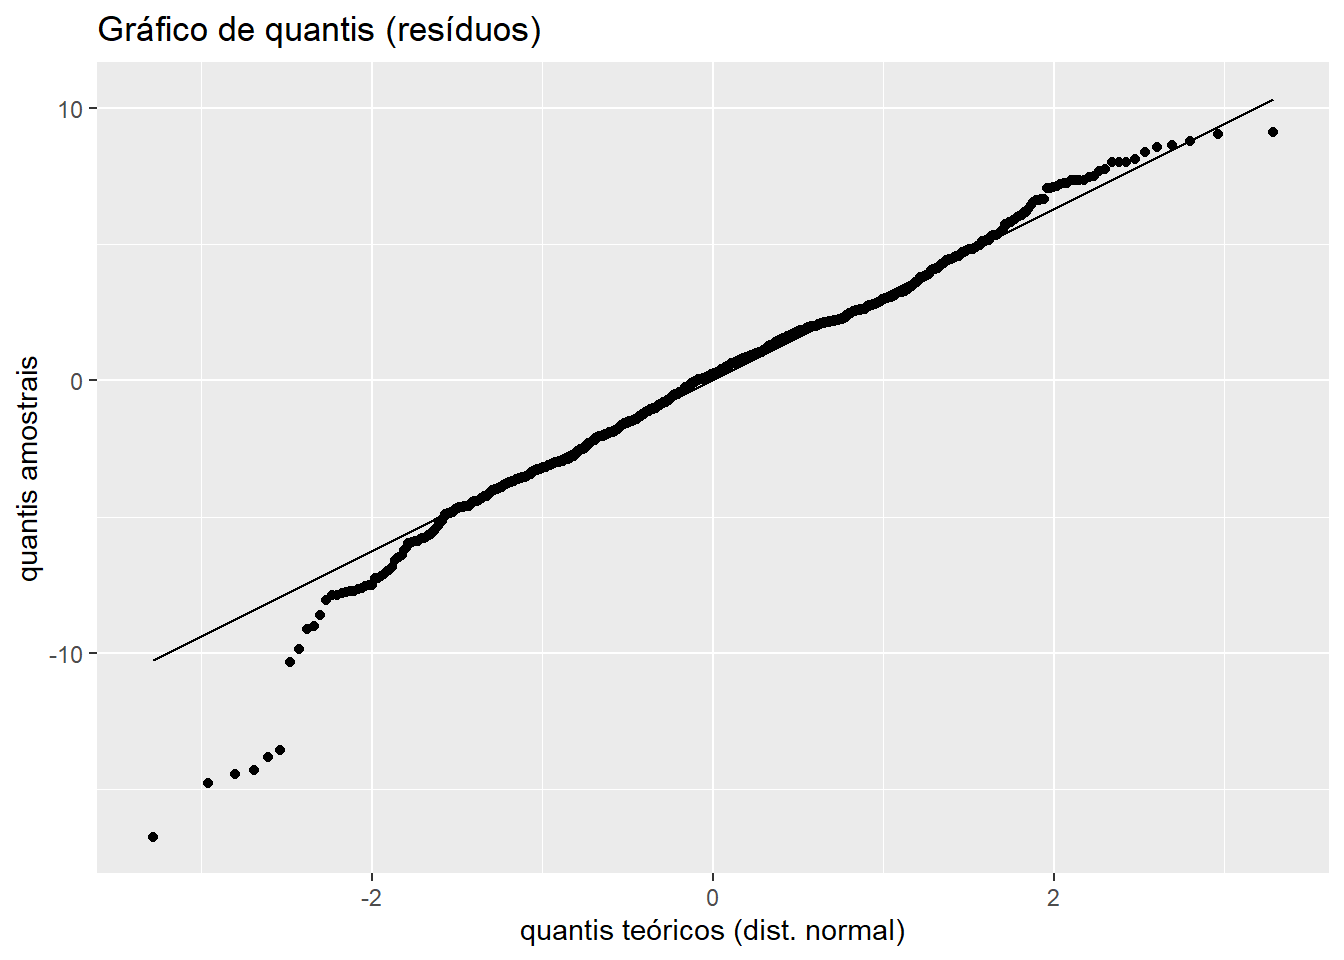 Gráfico de quantis (resíduos)
10
0
-10
quantis amostrais
-2
0
2
quantis teóricos (dist. normal)